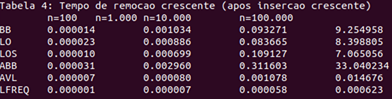 Tabela 4: Tempo de remocao crescente (apos insercao crescente)
n=100 n=1.000 n=10.000 n=100.000
BB 0.000014 0.001034 0.093271 9.254958
LO 0.000023 0.000886 0.083665 8.398805
LOS 0.000010 0.000699 0.109127 7.065056
ABB 0.000031 0.002960 0.311603 33.040234
AVL 0.000007 0.000080 0.001078 0.014676
LFREQ 0.000001 0.000007 0.000058 0.000623